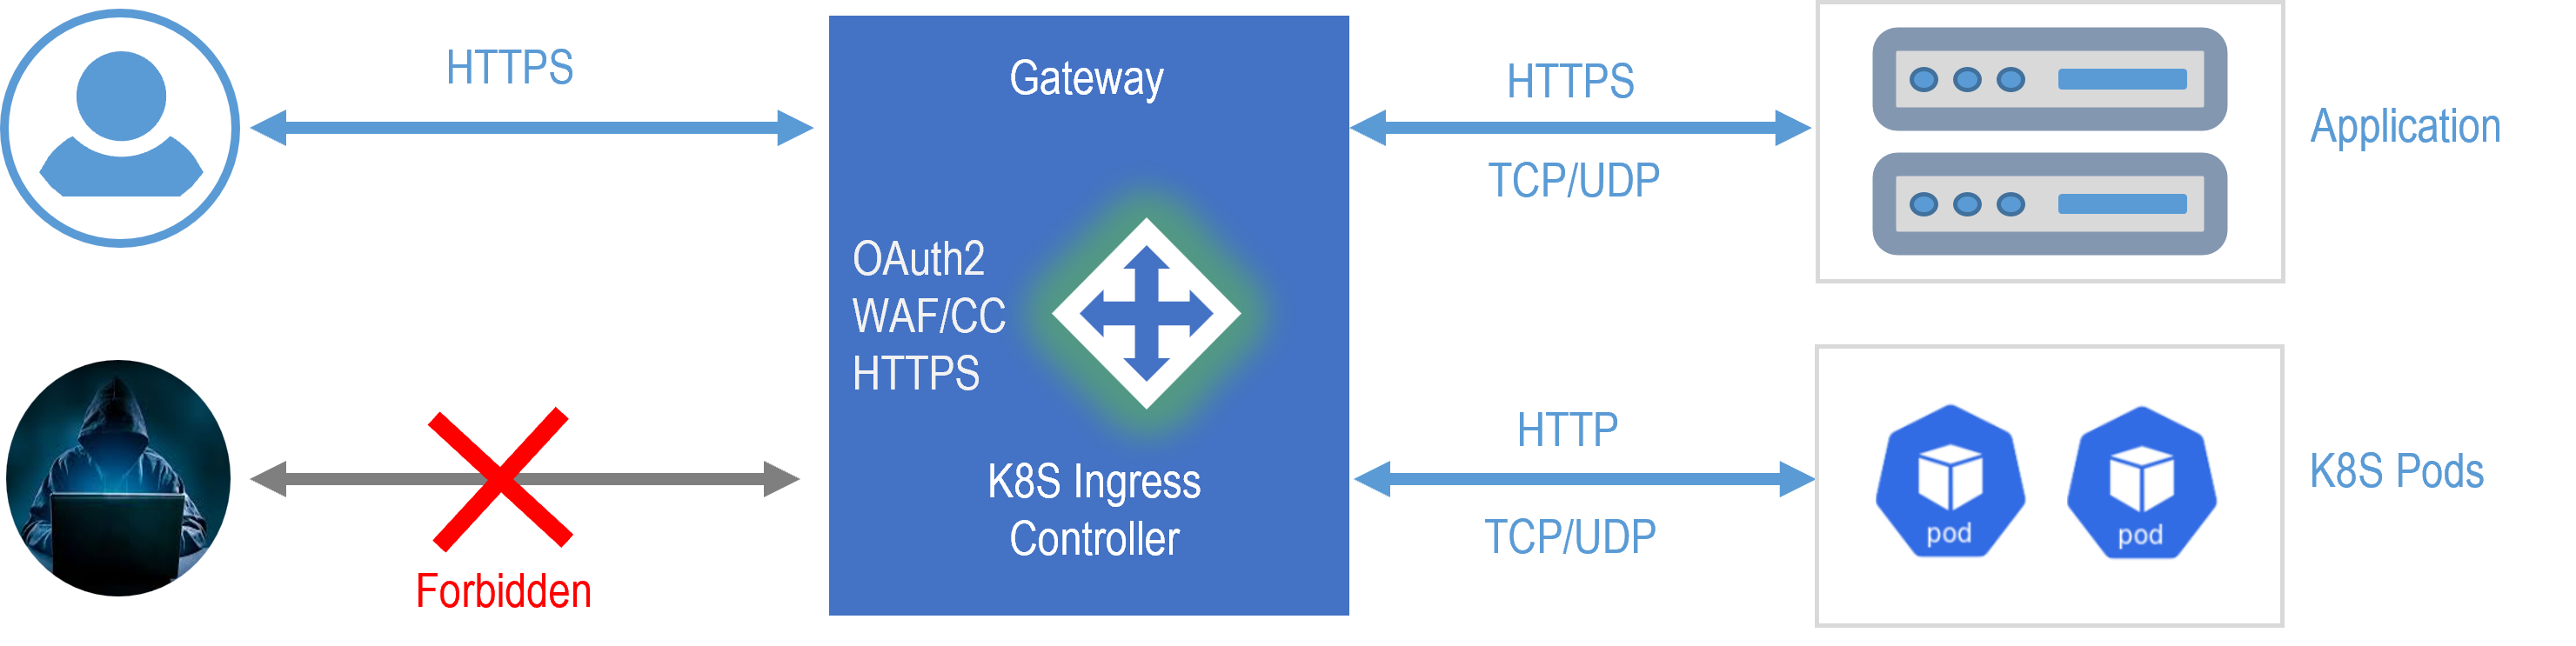 HTTPS
Forbidden
Gateway
OAuth2
WAF/CC
HTTPS
K8S Ingress
Controller
HTTPS
TCP/UDP
Application
HTTP
TCP/UDP
pod
pod
K8S Pods